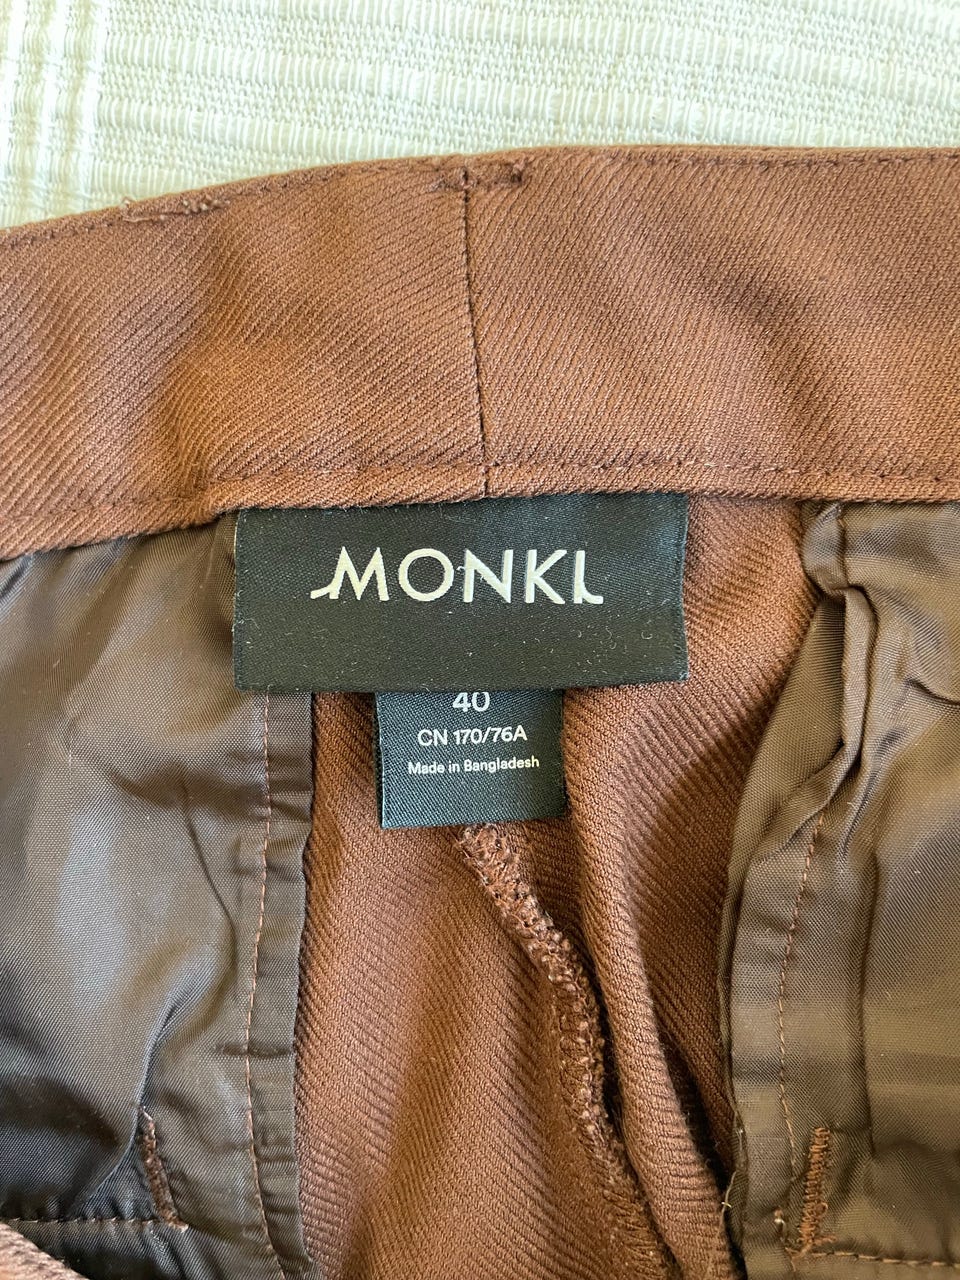 MONKI
40
CN 170/76A
Made in Bangladesh